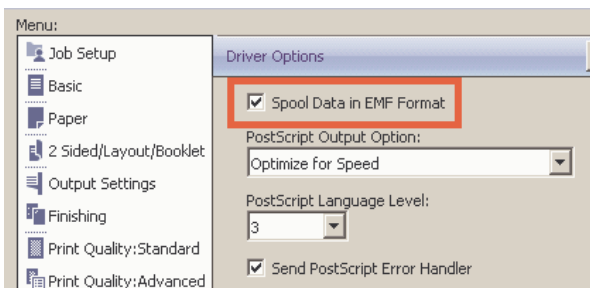 Menu:
Job Setup
Basic
Paper
2 Sided/Layout/Booklet
Output Settings
Finishing
Print Quality:Standard
Print Quality:Advanced
Driver Options
Spool Data in EMF Format
PostScript Output Option:
Optimize for Speed
PostScript Language Level:
3
Send PostScript Error Handler